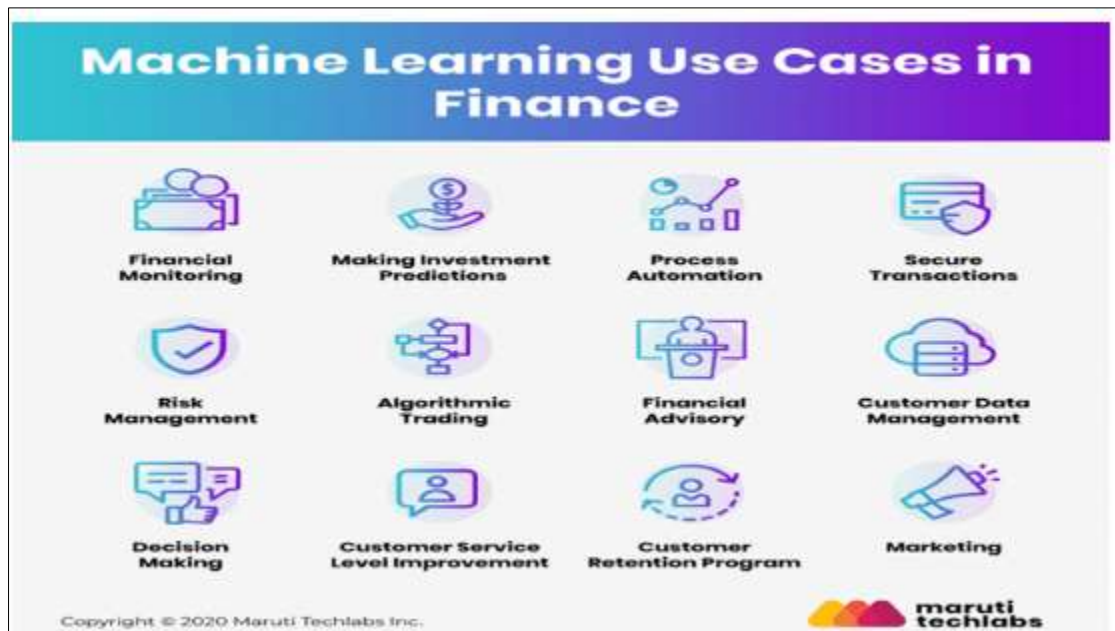 Machine Learning Use Cases in
Finance
Financial
Monitoring
Making Investment
Predictions
Process
Automation
Secure
Transactions
Risk
Management
Algorithmic
Trading
Financial
Advisory
Customer Data
Management
Decision
Making
Customer Service
Level Improvement
Customer
Retention Program
Marketing
Copyright © 2020 Maruti Techlabs Inc.
maruti
techlabs